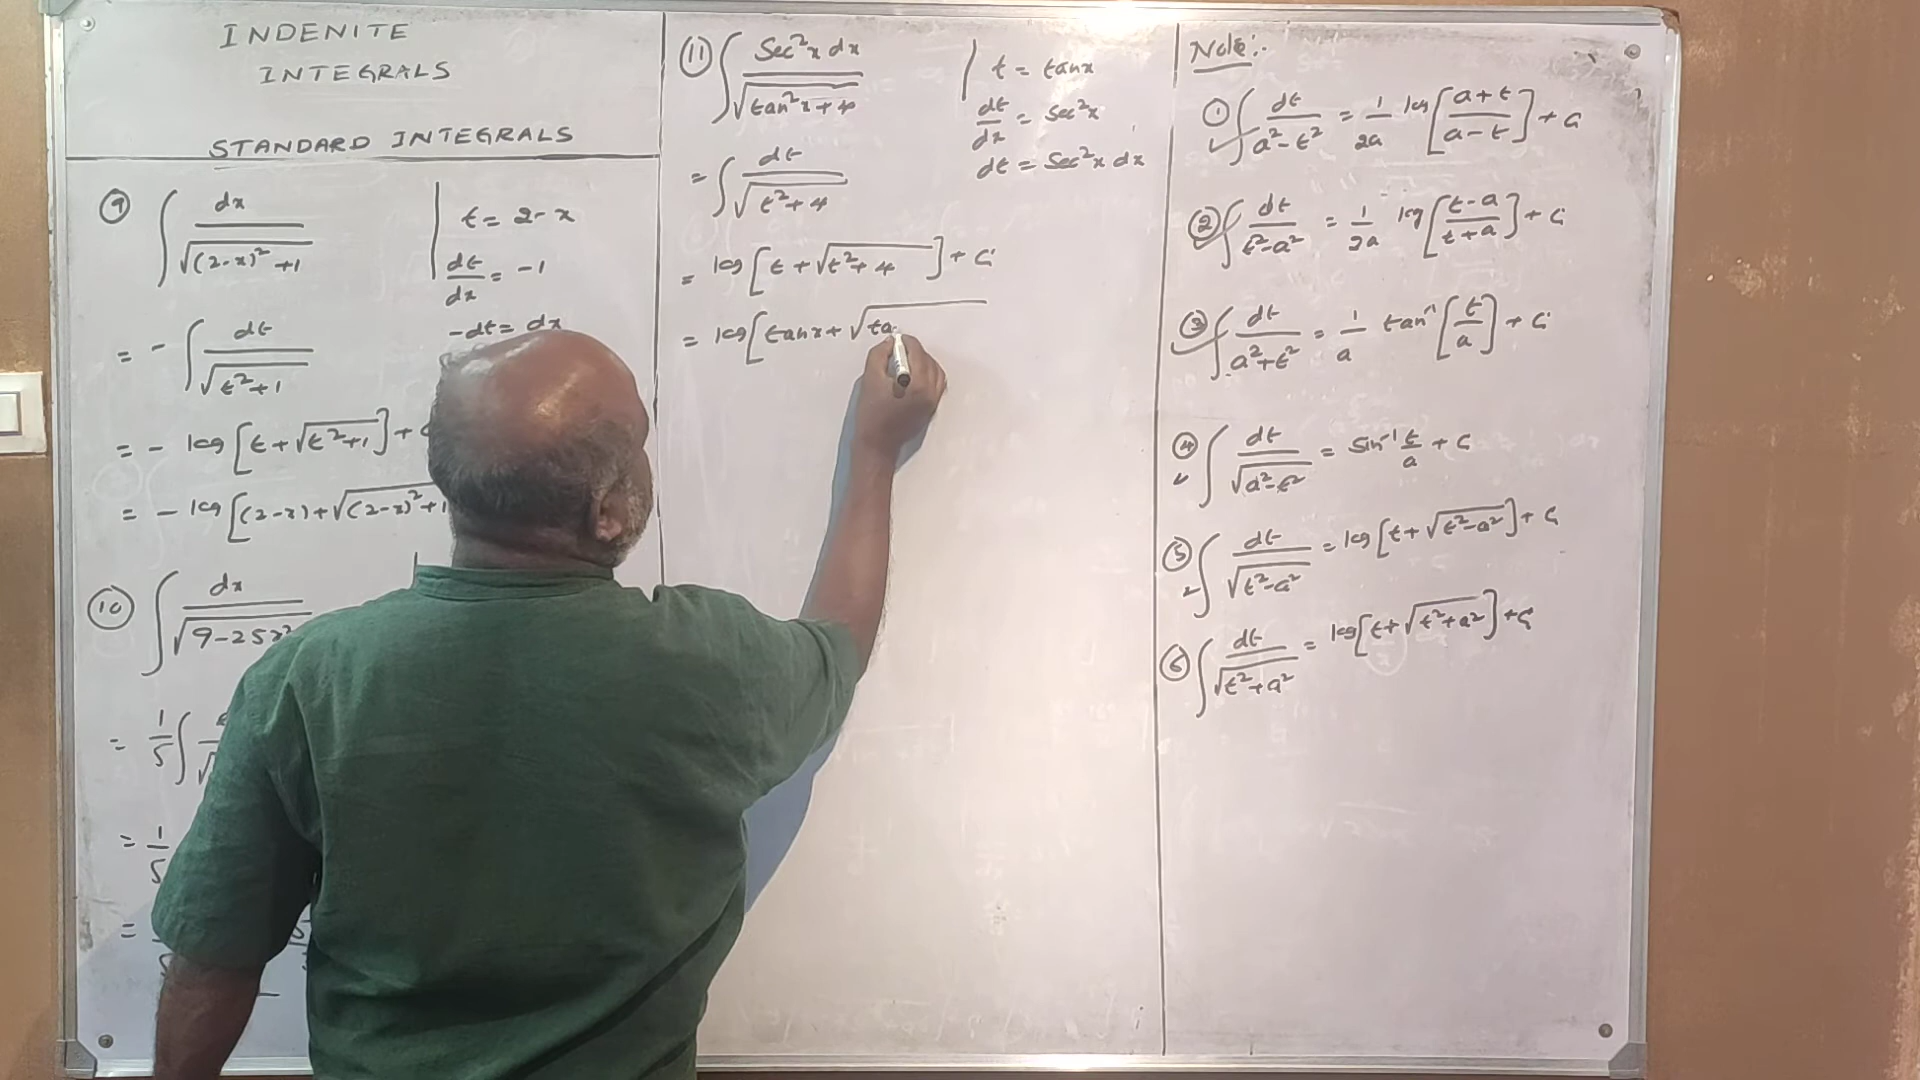 INDENITE
INTEGRALS
STANDARD INTEGRALS
⑨ ∫ dx / √((2-x)² + 1)
t = 2-x
dt/dx = -1
-dt = dx
= - ∫ dt / √(t²+1)
= - log [t + √(t²+1)] +
= - log [(2-x) + √((2-x)² + 1
⑩ ∫ dx / √(9-25x²
= 1/5 ∫
= 1/5
=
⑪ ∫ Sec²x dx / √(tan²x + 4)
t = tanx
dt/dx = Sec²x
dt = Sec²x dx
= ∫ dt / √(t²+4)
= log [t + √(t²+4)] + C
= log [tanx + √(ta
Note:-
① ∫ dt / (a²-t²) = 1/2a log [(a+t)/(a-t)] + C
② ∫ dt / (t²-a²) = 1/2a log [(t-a)/(t+a)] + C
③ ∫ dt / (a²+t²) = 1/a tan⁻¹ [t/a] + C
④ ∫ dt / √(a²-t²) = Sin⁻¹ t/a + C
⑤ ∫ dt / √(t²-a²) = log [t + √(t²-a²)] + C
⑥ ∫ dt / √(t²+a²) = log [t + √(t²+a²)] + C